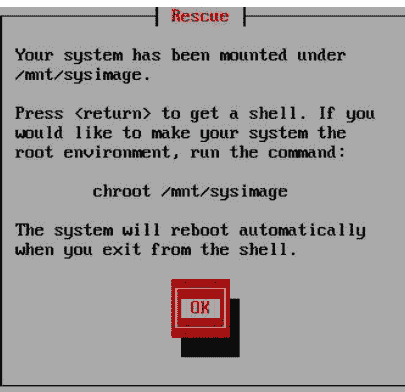 Rescue
Your system has been mounted under
/mnt/sysimage.
Press <return> to get a shell. If you
would like to make your system the
root environment, run the command:
chroot /mnt/sysimage
The system will reboot automatically
when you exit from the shell.
OK